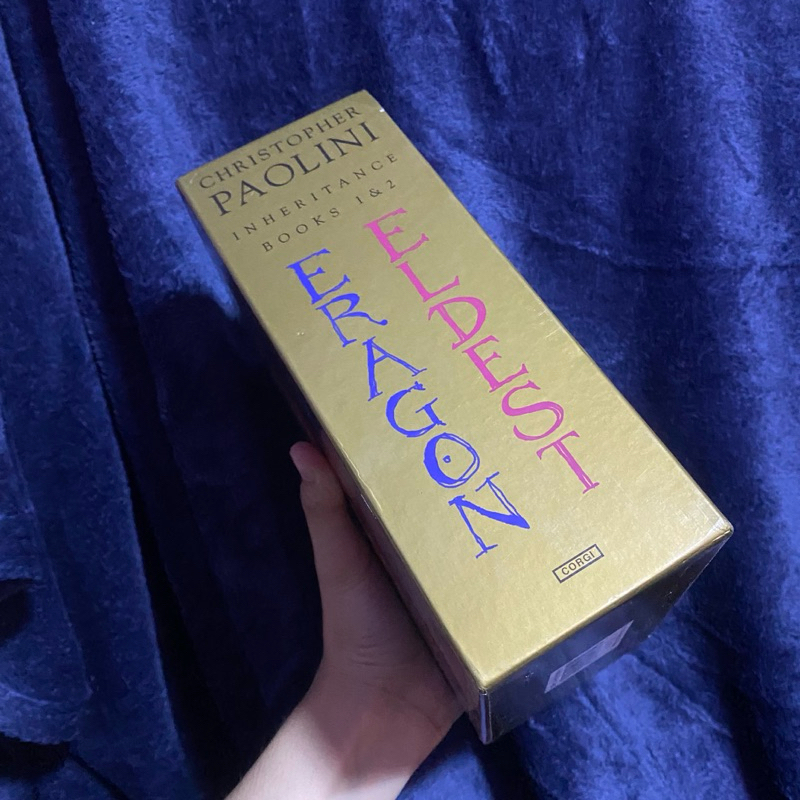 CHRISTOPHER
PAOLINI
INHERITANCE
BOOKS 1&2
ERAGON
ELDEST
CORGI